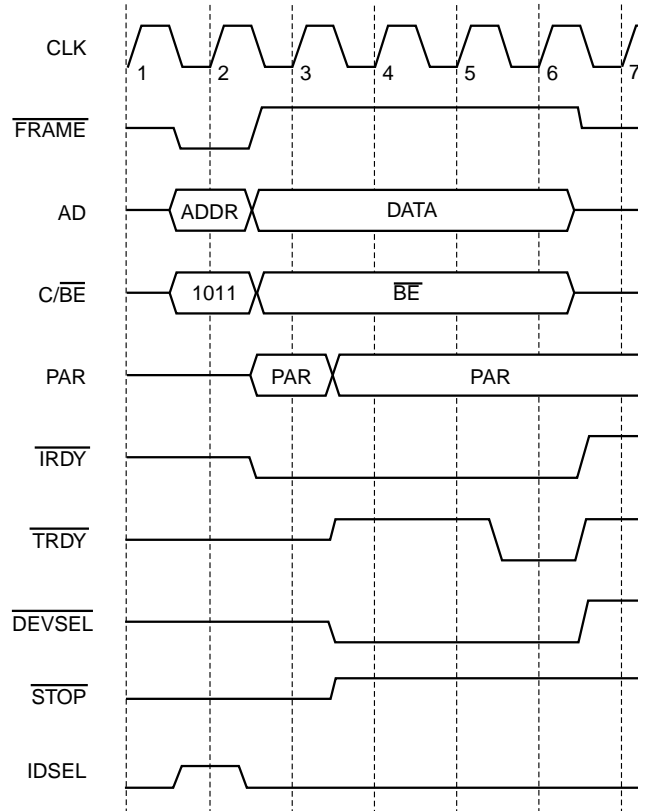 CLK
1 2 3 4 5 6 7
FRAME
AD ADDR DATA
C/BE 1011 BE
PAR PAR PAR
IRDY
TRDY
DEVSEL
STOP
IDSEL